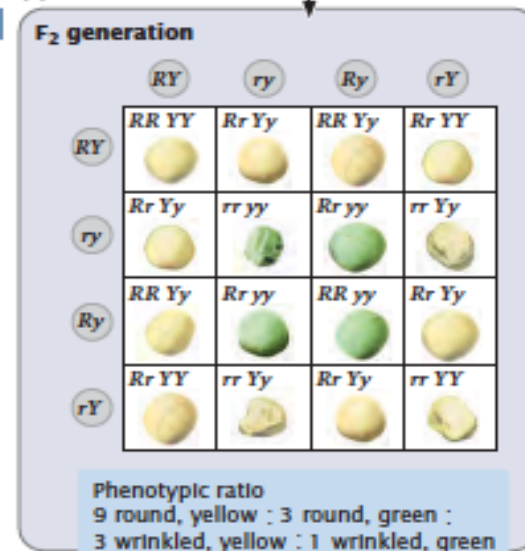 F₂ generation
RY ry Ry rY
RY RR YY Rr Yy RR Yy Rr YY
ry Rr Yy rr yy Rr yy rr Yy
Ry RR Yy Rr yy RR yy Rr Yy
rY Rr YY rr Yy Rr Yy rr YY
Phenotypic ratio
9 round, yellow : 3 round, green :
3 wrinkled, yellow : 1 wrinkled, green